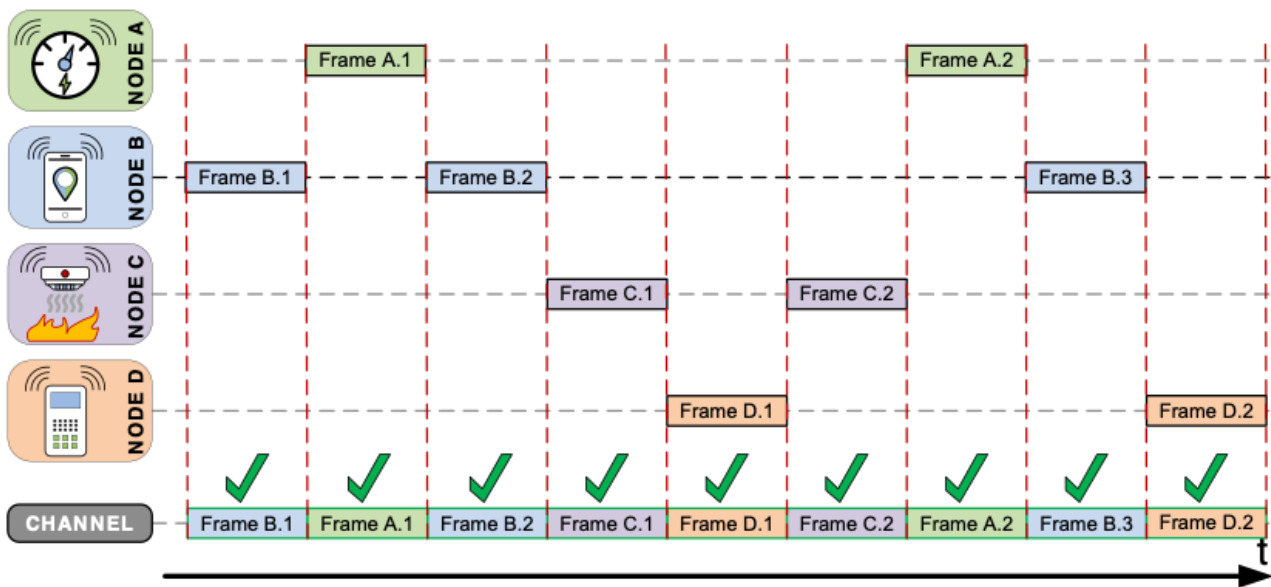 NODE A
Frame A.1
Frame A.2
NODE B
Frame B.1
Frame B.2
Frame B.3
NODE C
Frame C.1
Frame C.2
NODE D
Frame D.1
Frame D.2
CHANNEL
Frame B.1
Frame A.1
Frame B.2
Frame C.1
Frame D.1
Frame C.2
Frame A.2
Frame B.3
Frame D.2
t